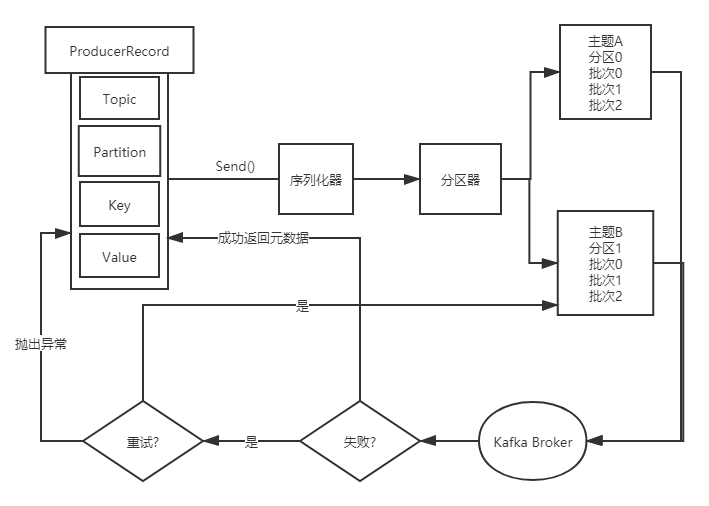 ProducerRecord
Topic
Partition
Key
Value
Send()
序列化器
分区器
主题A
分区0
批次0
批次1
批次2
主题B
分区1
批次0
批次1
批次2
成功返回元数据
是
抛出异常
重试?
是
失败?
Kafka Broker